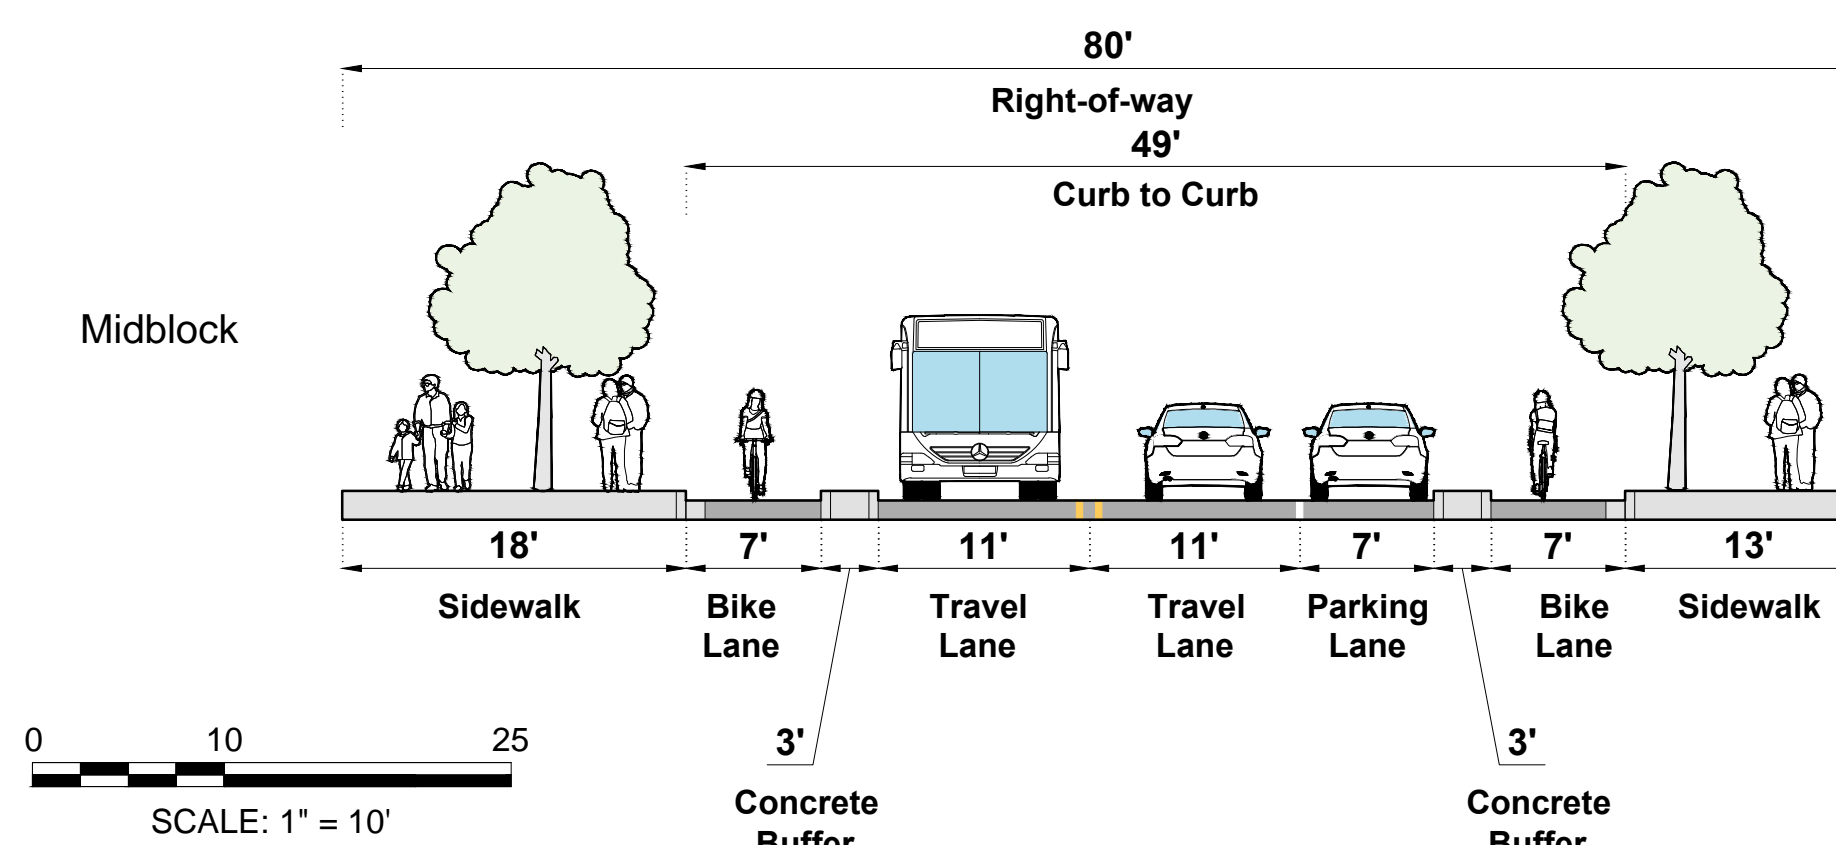 80'
Right-of-way
49'
Curb to Curb
Midblock
18' 7' 11' 11' 7' 7' 13'
Sidewalk Bike Lane Travel Lane Travel Lane Parking Lane Bike Lane Sidewalk
0 10 25
3' 3'
SCALE: 1" = 10'
Concrete Concrete
Buffer Buffer